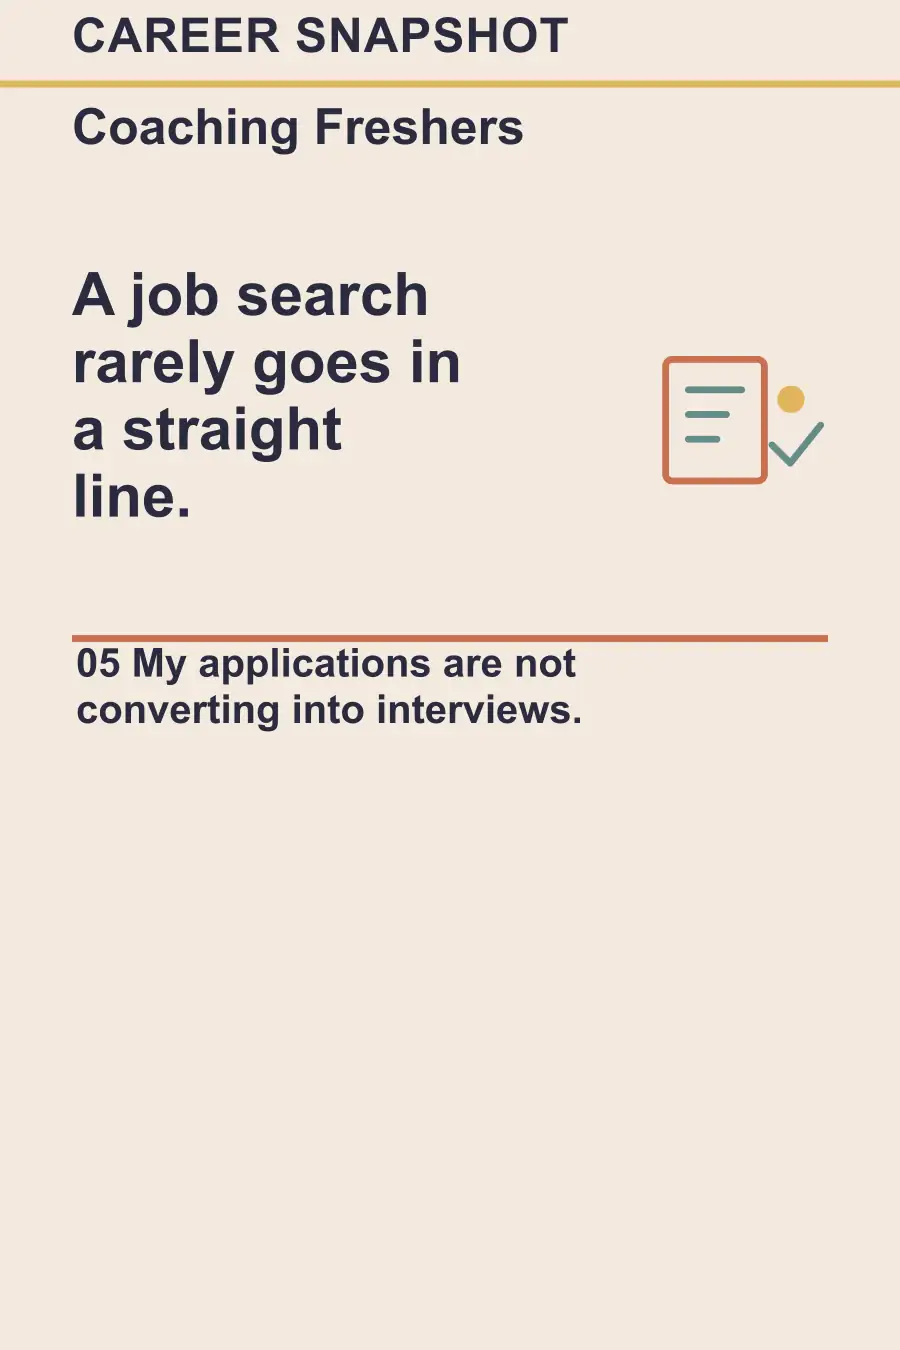 CAREER SNAPSHOT
Coaching Freshers
A job search
rarely goes in
a straight
line.
05 My applications are not
converting into interviews.